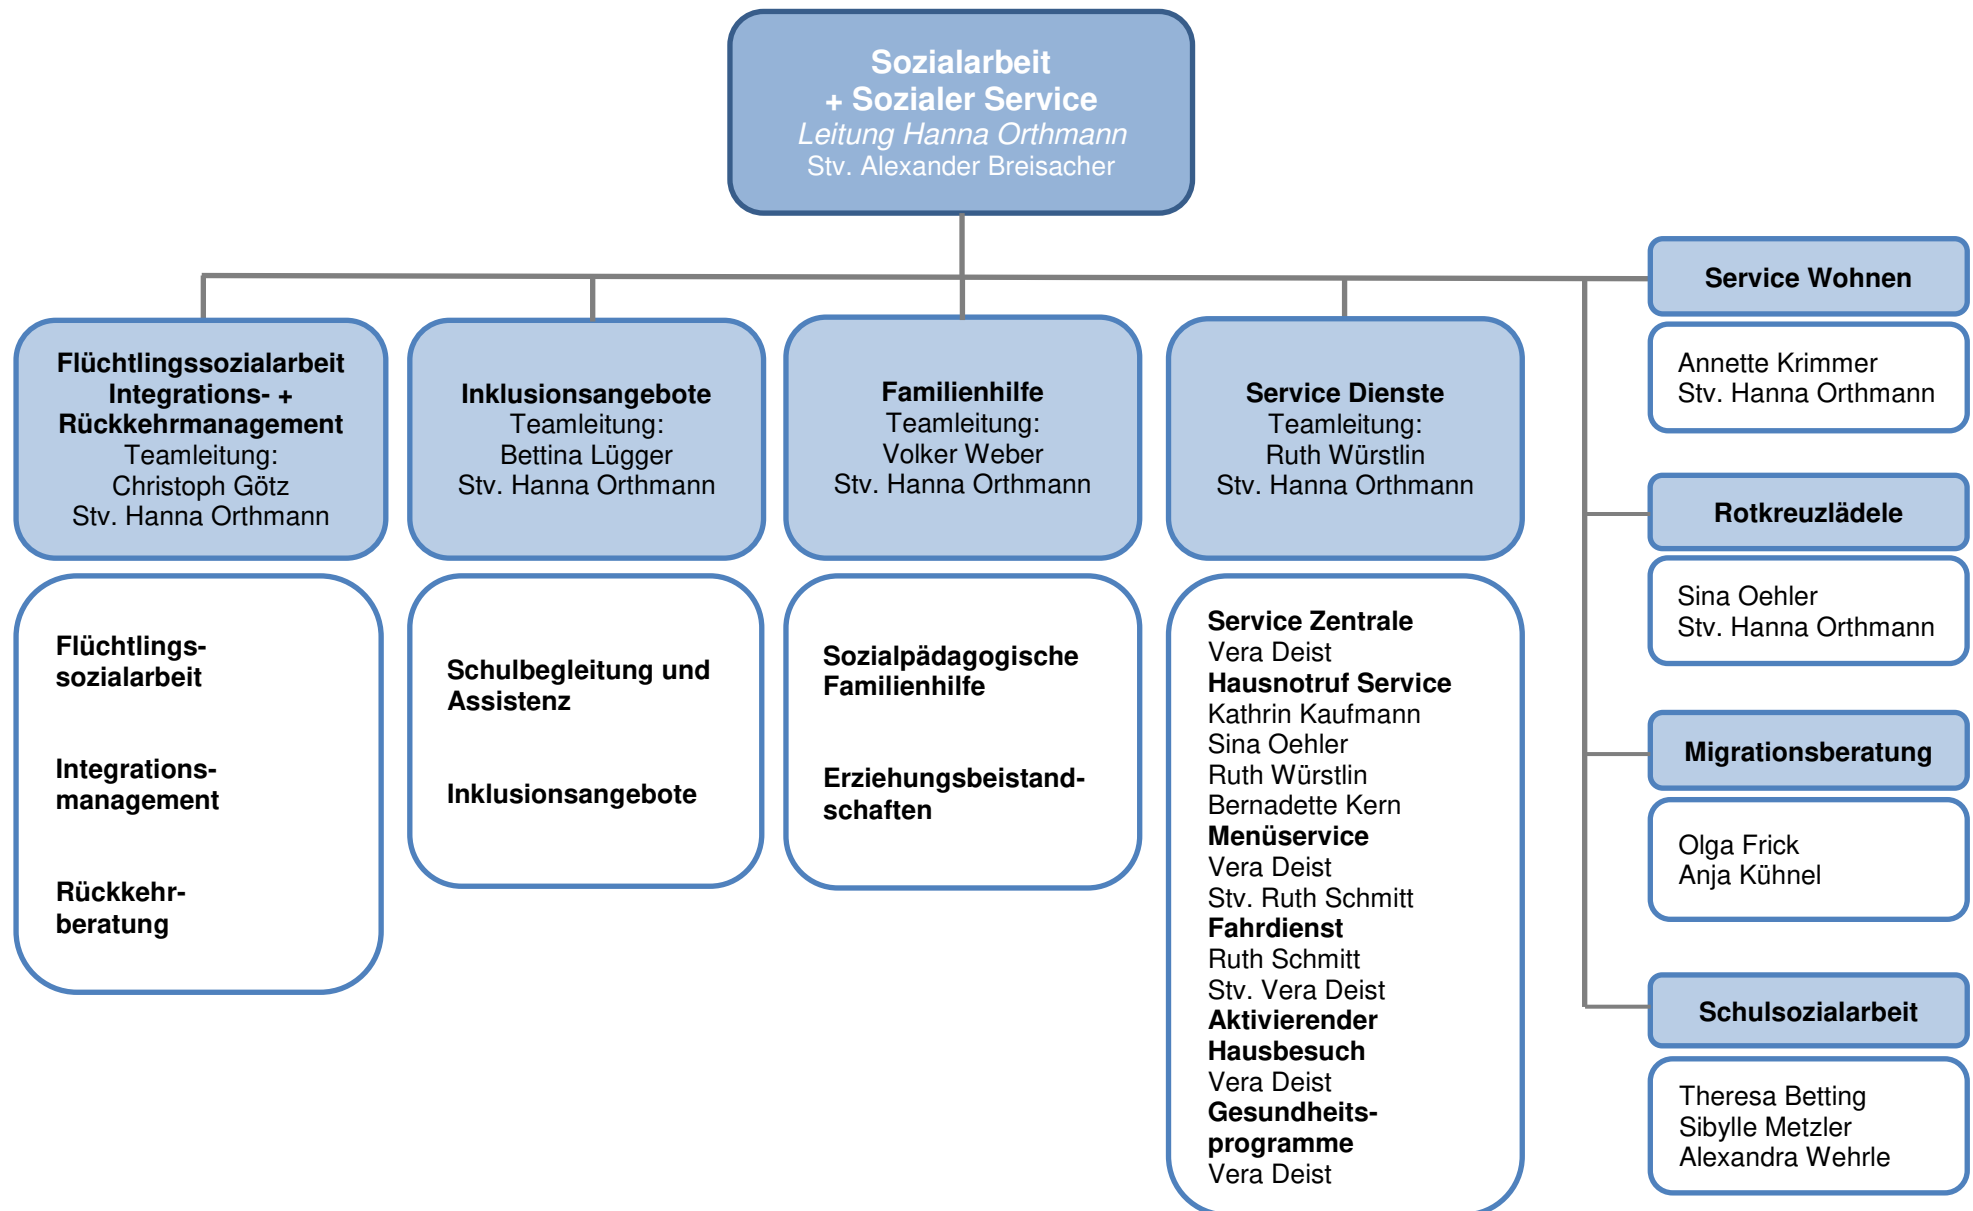 Sozialarbeit
+ Sozialer Service
Leitung Hanna Orthmann
Stv. Alexander Breisacher
Flüchtlingssozialarbeit
Integrations- +
Rückkehrmanagement
Teamleitung:
Christoph Götz
Stv. Hanna Orthmann
Flüchtlings-
sozialarbeit
Integrations-
management
Rückkehr-
beratung
Inklusionsangebote
Teamleitung:
Bettina Lügger
Stv. Hanna Orthmann
Schulbegleitung und
Assistenz
Inklusionsangebote
Familienhilfe
Teamleitung:
Volker Weber
Stv. Hanna Orthmann
Sozialpädagogische
Familienhilfe
Erziehungsbeistand-
schaften
Service Dienste
Teamleitung:
Ruth Würstlin
Stv. Hanna Orthmann
Service Zentrale
Vera Deist
Hausnotruf Service
Kathrin Kaufmann
Sina Oehler
Ruth Würstlin
Bernadette Kern
Menüservice
Vera Deist
Stv. Ruth Schmitt
Fahrdienst
Ruth Schmitt
Stv. Vera Deist
Aktivierender
Hausbesuch
Vera Deist
Gesundheits-
programme
Vera Deist
Service Wohnen
Annette Krimmer
Stv. Hanna Orthmann
Rotkreuzlädele
Sina Oehler
Stv. Hanna Orthmann
Migrationsberatung
Olga Frick
Anja Kühnel
Schulsozialarbeit
Theresa Betting
Sibylle Metzler
Alexandra Wehrle